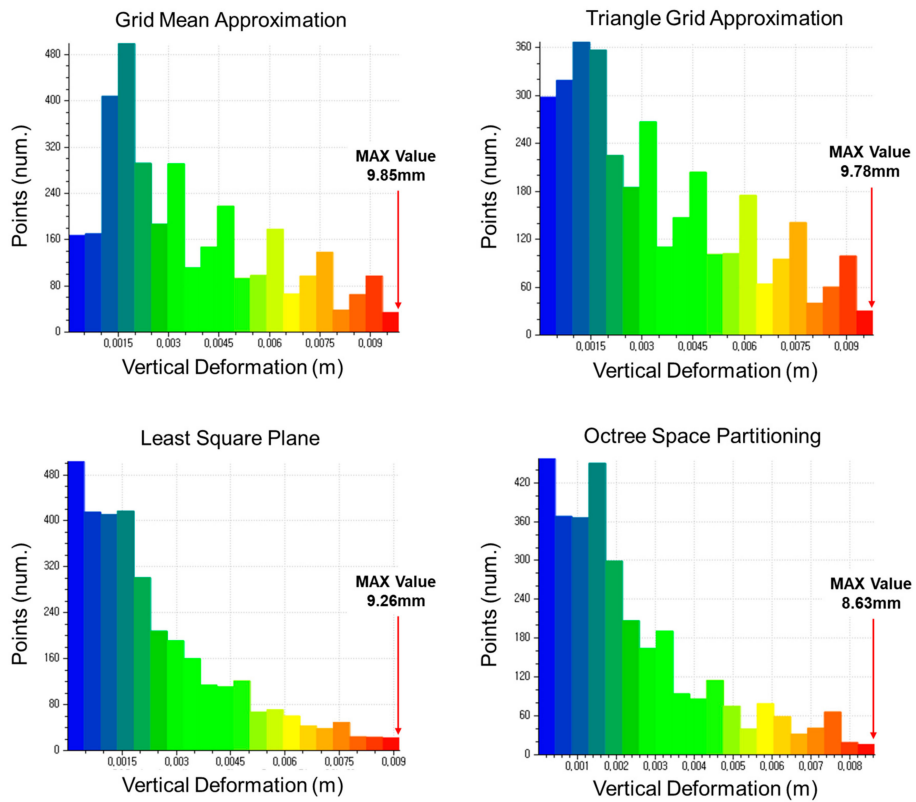 Grid Mean Approximation
480
400
320
240
160
80
0
Points (num.)
MAX Value
9.85mm
0,0015 0,003 0,0045 0,006 0,0075 0,009
Vertical Deformation (m)
Triangle Grid Approximation
360
300
240
180
120
60
0
Points (num.)
MAX Value
9.78mm
0,0015 0,003 0,0045 0,006 0,0075 0,009
Vertical Deformation (m)
Least Square Plane
480
400
320
240
160
80
0
Points (num.)
MAX Value
9.26mm
0,0015 0,003 0,0045 0,006 0,0075 0,009
Vertical Deformation (m)
Octree Space Partitioning
420
360
300
240
180
120
60
0
Points (num.)
MAX Value
8.63mm
0,001 0,002 0,003 0,004 0,005 0,006 0,007 0,008
Vertical Deformation (m)